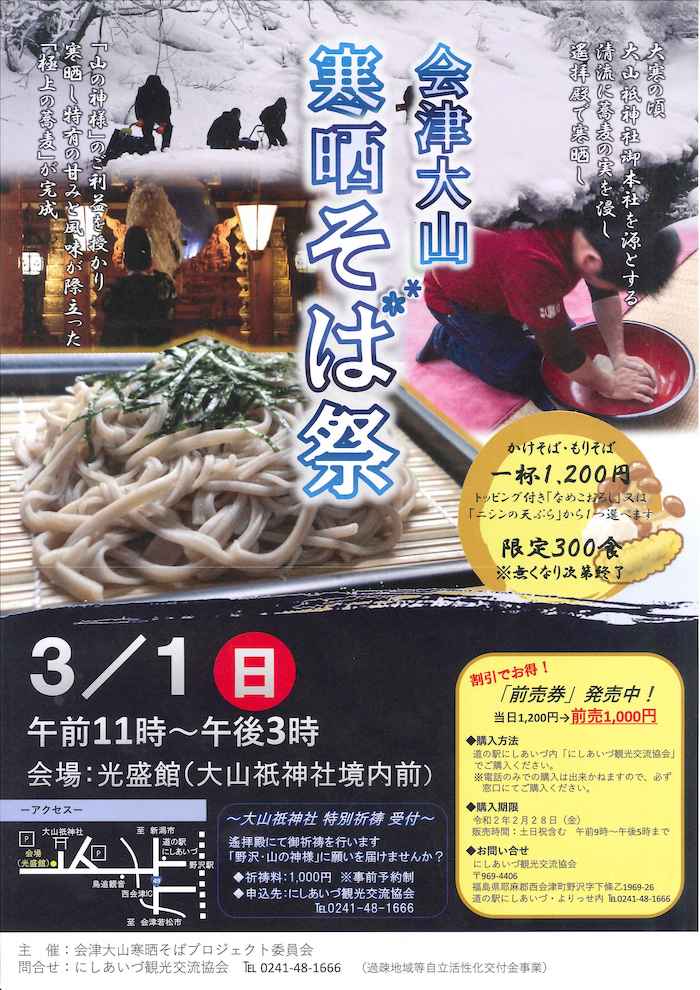 会津大山
寒晒そば祭
大寒の頃
大山祇神社御本社を源とする
清流に蕎麦の実を浸し
遙拝殿で寒晒し
「山の神様」のご利益を授かり
寒晒し特有の甘みと風味が際立った
「極上の蕎麦」が完成
かけそば・もりそば
一杯1,200円
トッピング付き「なめこおろし」又は
「ニシンの天ぷら」から1つ選べます
限定300食
※無くなり次第終了
3／1 日
午前11時～午後3時
会場：光盛館（大山祇神社境内前）
割引でお得！
「前売券」発売中！
当日1,200円→前売1,000円
◆購入方法
道の駅にしあいづ内「にしあいづ観光交流協会」
でご購入ください。
※電話のみでの購入は出来かねますので、必ず
窓口にてご購入ください。
◆購入期限
令和2年2月28日（金）
販売時間：土日祝含む 午前9時～午後5時まで
◆お問い合せ
にしあいづ観光交流協会
〒969-4406
福島県耶麻郡西会津町野沢字下條乙1969-26
道の駅にしあいづ・よりっせ内 ℡0241-48-1666
－アクセス－
P
大山祇神社
会場
（光盛館）
P
鳥追観音
西会津IC
49
至 新潟市
道の駅
にしあいづ
野沢駅
至 会津若松市
～大山祇神社 特別祈祷 受付～
遙拝殿にて御祈祷を行います
「野沢・山の神様」に願いを届けませんか？
◆祈祷料：1,000円 ※事前予約制
◆申込先：にしあいづ観光交流協会
℡0241-48-1666
主 催：会津大山寒晒そばプロジェクト委員会
問合せ：にしあいづ観光交流協会 ℡ 0241-48-1666 （過疎地域等自立活性化交付金事業）